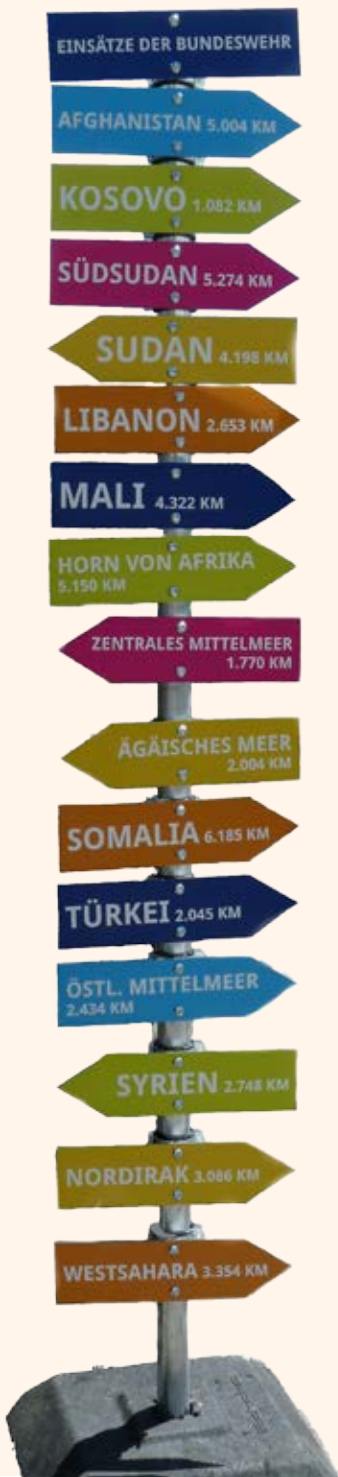 EINSÄTZE DER BUNDESWEHR
AFGHANISTAN 5.004 KM
KOSOVO 1.082 KM
SÜDSUDAN 5.274 KM
SUDAN 4.198 KM
LIBANON 2.653 KM
MALI 4.322 KM
HORN VON AFRIKA
5.150 KM
ZENTRALES MITTELMEER
1.770 KM
ÄGÄISCHES MEER
2.004 KM
SOMALIA 6.185 KM
TÜRKEI 2.045 KM
ÖSTL. MITTELMEER
2.434 KM
SYRIEN 2.748 KM
NORDIRAK 3.086 KM
WESTSAHARA 3.354 KM